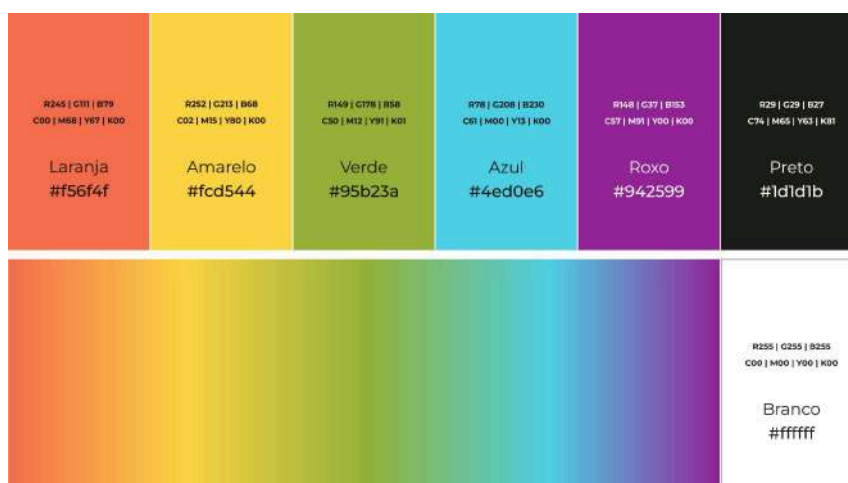 R245 | G111 | B79
C00 | M68 | Y67 | K00
Laranja
#f56f4f
R252 | G213 | B68
C02 | M15 | Y80 | K00
Amarelo
#fcd544
R149 | G178 | B58
C50 | M12 | Y91 | K01
Verde
#95b23a
R78 | G208 | B230
C61 | M00 | Y13 | K00
Azul
#4ed0e6
R148 | G37 | B153
C57 | M91 | Y00 | K00
Roxo
#942599
R29 | G29 | B27
C74 | M65 | Y63 | K81
Preto
#1d1d1b
R255 | G255 | B255
C00 | M00 | Y00 | K00
Branco
#ffffff